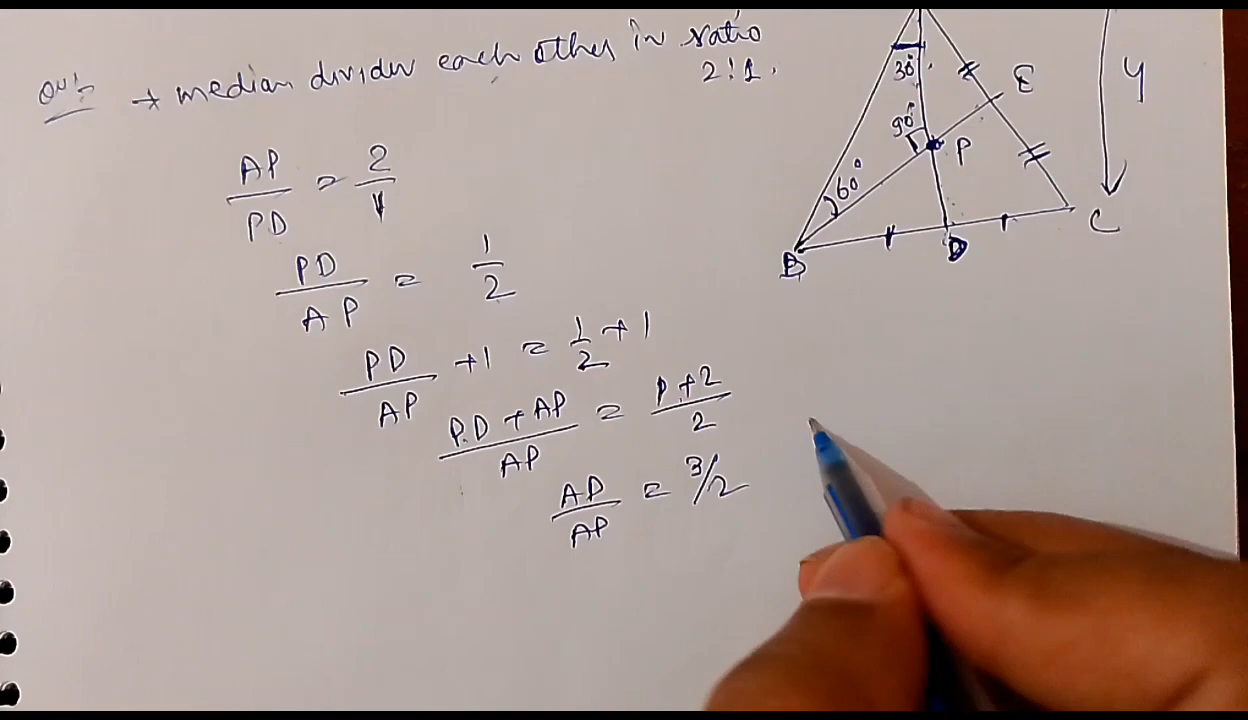 → median divides each other in ratio
2:1.
AP/PD = 2/1
PD/AP = 1/2
PD/AP +1 = 1/2 +1
PD + AP/AP = 1+2/2
AD/AP = 3/2
30°
90°
60°
P
E
B
D
C
y